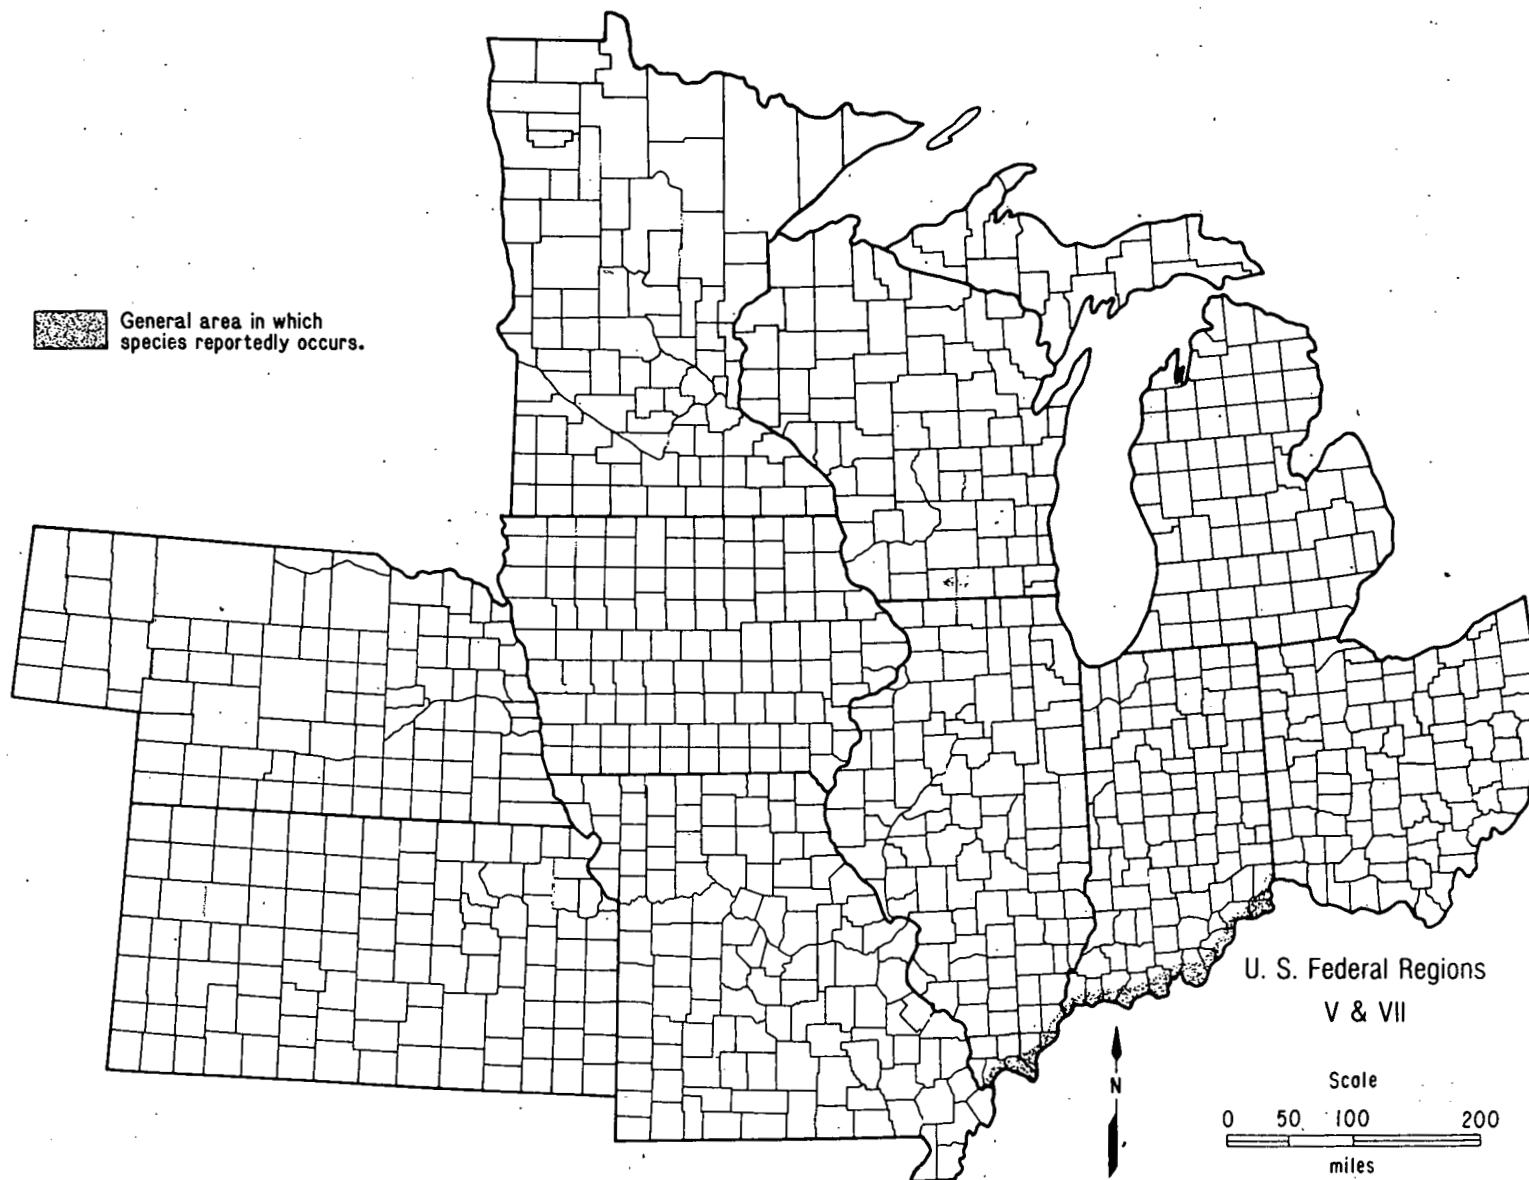 General area in which
species reportedly occurs.
U. S. Federal Regions
V & VII
N
Scale
0 50 100 200
miles